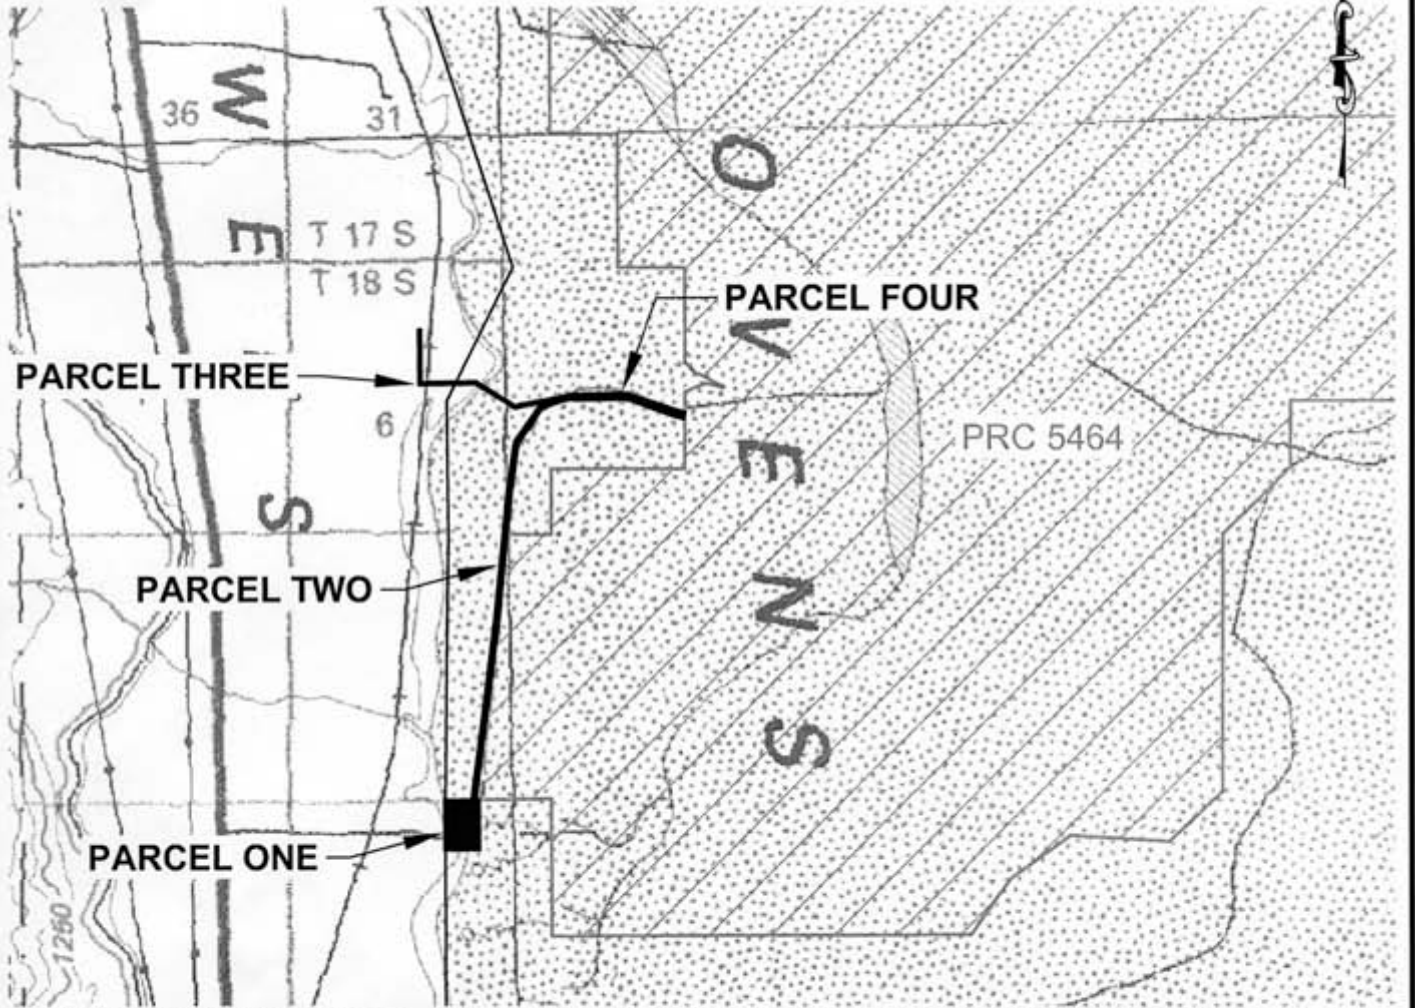 36
31
W
E
S
T 17 S
T 18 S
O
V
E
N
S
PARCEL FOUR
PARCEL THREE
6
PRC 5464
PARCEL TWO
PARCEL ONE
1260